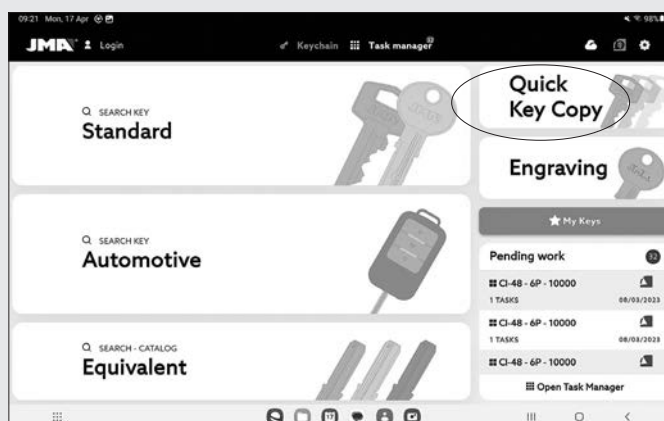 09:21 Mon, 17 Apr
98%
JMA
Login
Keychain
Task manager
SEARCH KEY
Standard
SEARCH KEY
Automotive
SEARCH - CATALOG
Equivalent
Quick
Key Copy
Engraving
My Keys
Pending work
32
CI-48 - 6P - 10000
1 TASKS
08/03/2023
CI-48 - 6P - 10000
1 TASKS
08/03/2023
CI-48 - 6P - 10000
Open Task Manager
17